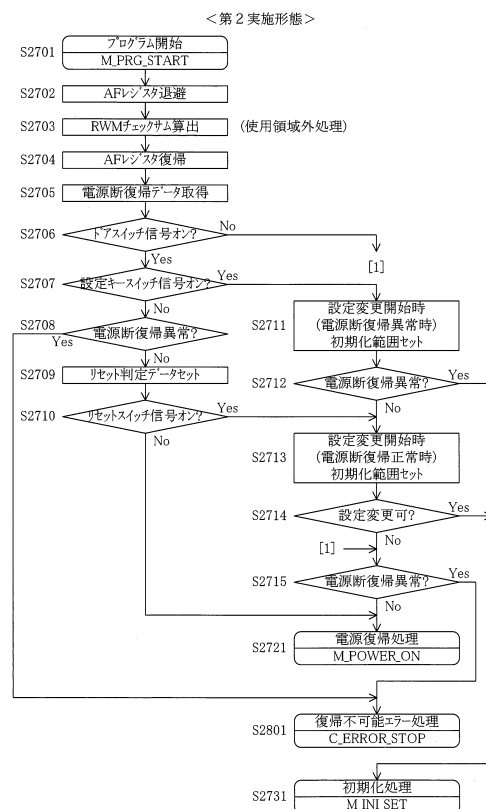 ＜第２実施形態＞
S2701
プログラム開始
M_PRG_START
S2702
AFレジスタ退避
S2703
RWMチェックサム算出
(使用領域外処理)
S2704
AFレジスタ復帰
S2705
電源断復帰データ取得
S2706
ドアスイッチ信号オン?
No
Yes
[1]
S2707
設定キースイッチ信号オン?
Yes
No
S2708
電源断復帰異常?
Yes
No
S2709
リセット判定データセット
S2710
リセットスイッチ信号オン?
Yes
No
S2711
設定変更開始時
(電源断復帰異常時)
初期化範囲セット
S2712
電源断復帰異常?
Yes
No
S2713
設定変更開始時
(電源断復帰正常時)
初期化範囲セット
S2714
設定変更可?
Yes
No
[1]
S2715
電源断復帰異常?
Yes
No
S2721
電源復帰処理
M_POWER_ON
S2801
復帰不可能エラー処理
C_ERROR_STOP
S2731
初期化処理
M_INI_SET